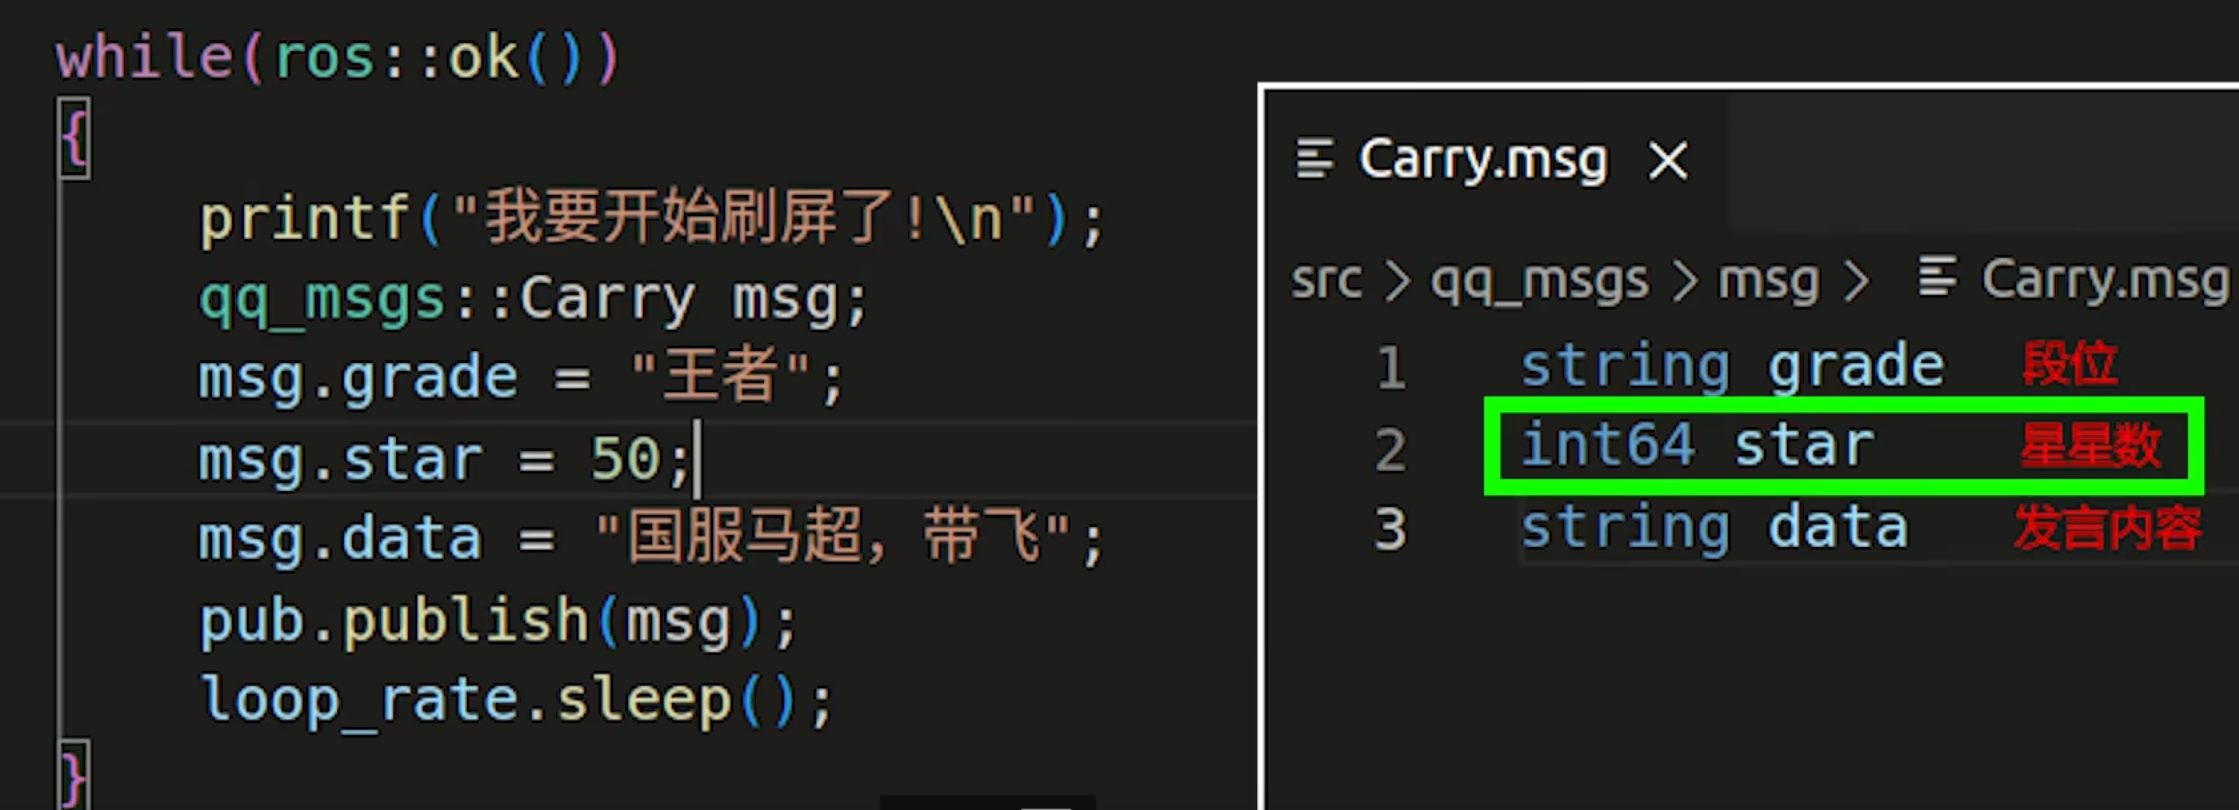 while(ros::ok())
{
printf("我要开始刷屏了!\n");
qq_msgs::Carry msg;
msg.grade = "王者";
msg.star = 50;
msg.data = "国服马超，带飞";
pub.publish(msg);
loop_rate.sleep();
}
Carry.msg
src > qq_msgs > msg > Carry.msg
1 string grade 段位
2 int64 star 星星数
3 string data 发言内容